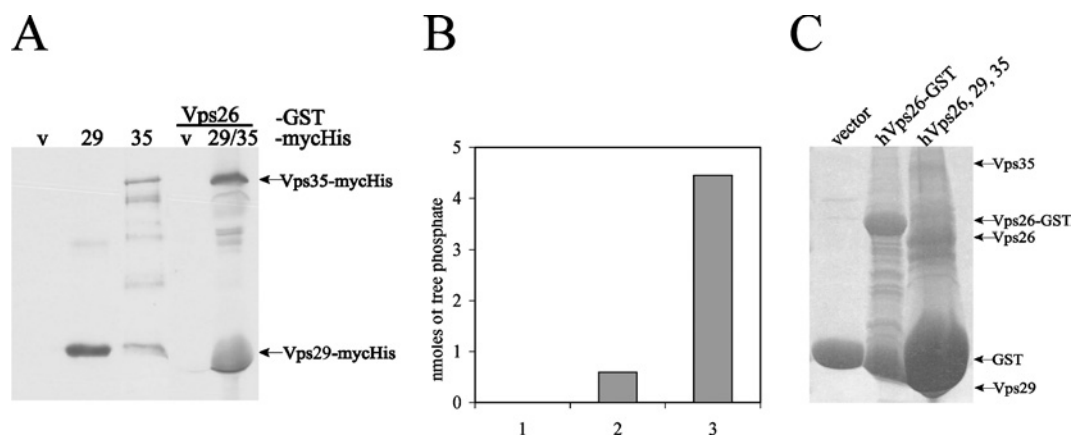 A
Vps26 -GST
v 29 35 v 29/35 -mycHis
Vps35-mycHis
Vps29-mycHis
B
nmoles of tree phosphate
5
4
3
2
1
0
1 2 3
C
vector
hVps26-GST
hVps26, 29, 35
Vps35
Vps26-GST
Vps26
GST
Vps29